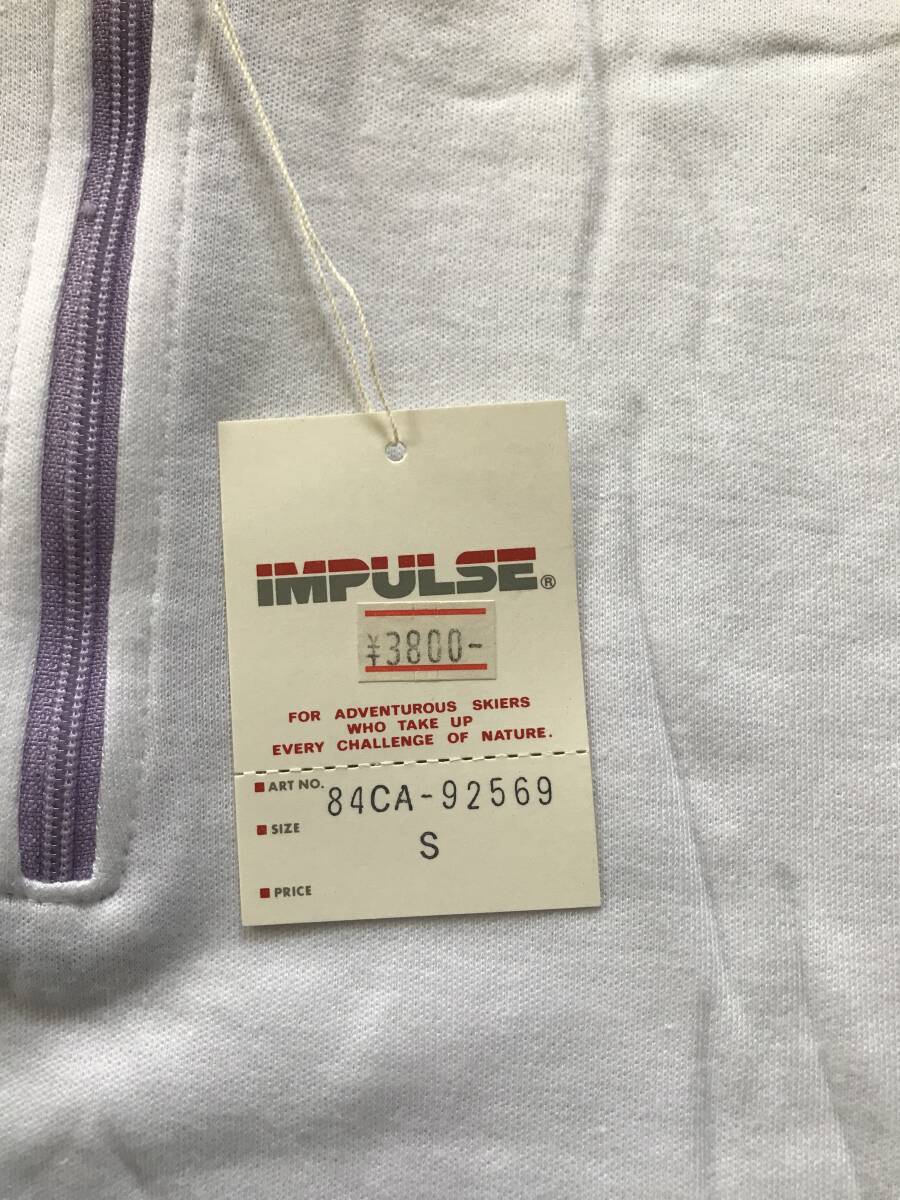 IMPULSE®
¥3800-
FOR ADVENTUROUS SKIERS
WHO TAKE UP
EVERY CHALLENGE OF NATURE.
ART NO. 84CA-92569
SIZE S
PRICE